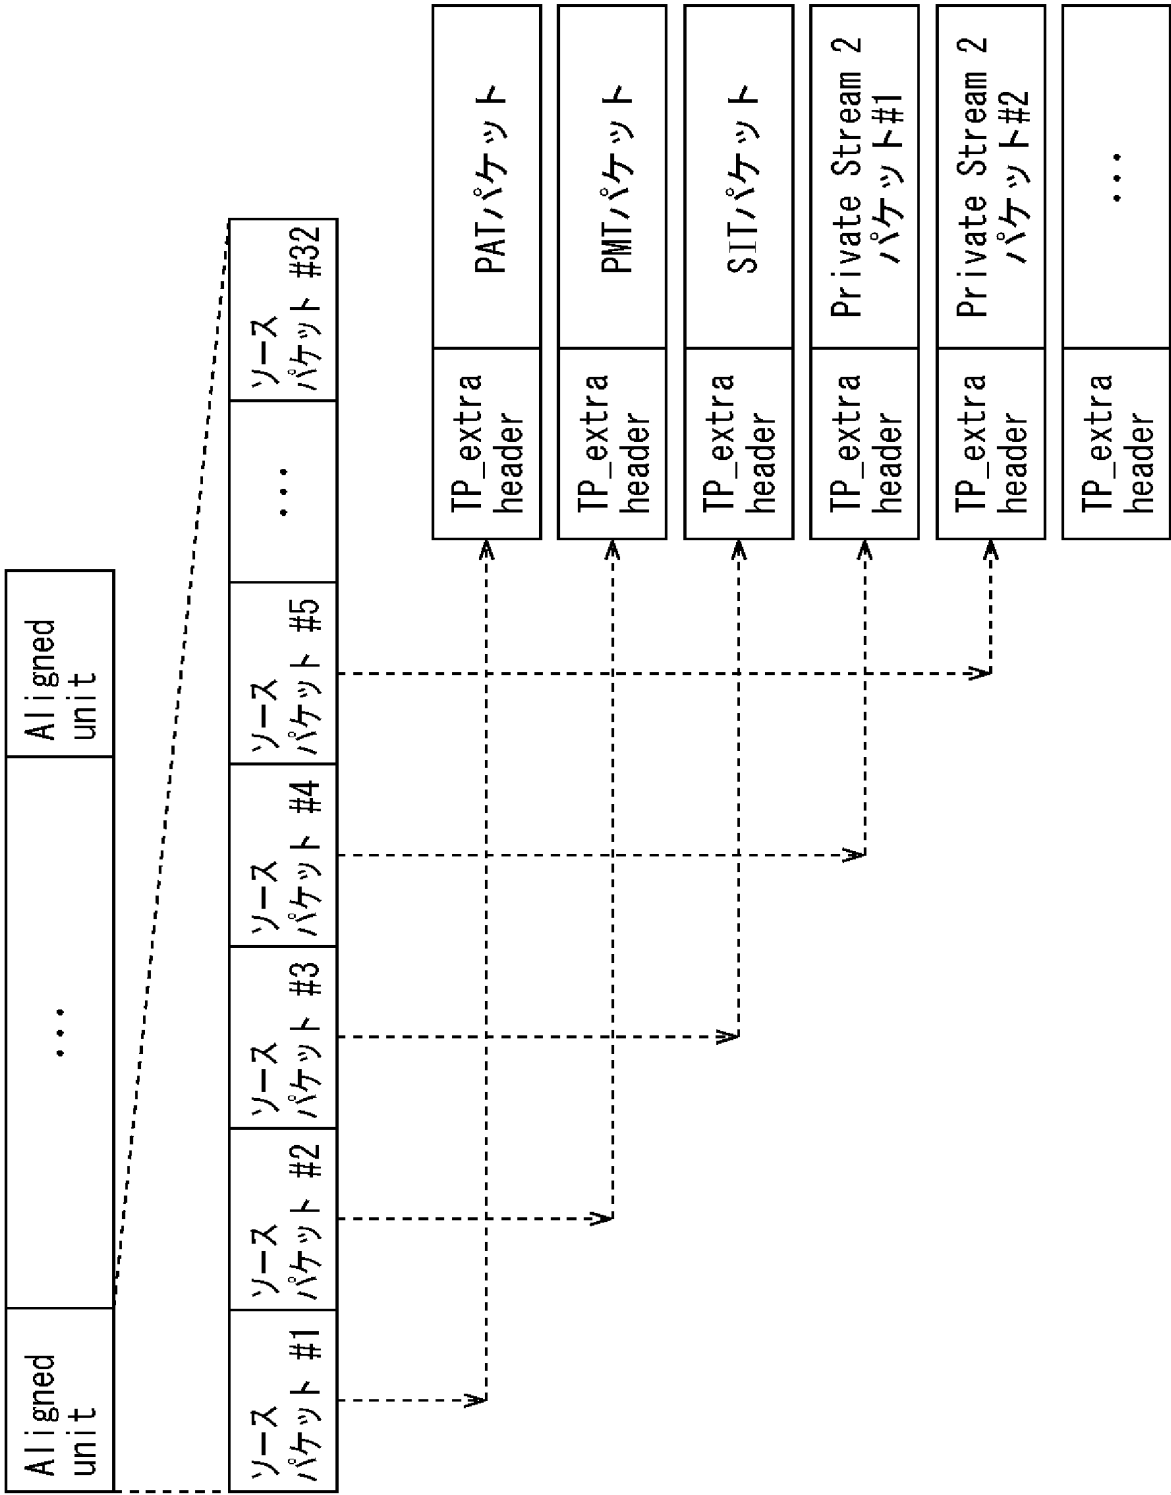 Aligned
unit
...
Aligned
unit
ソース
パケット #1
ソース
パケット #2
ソース
パケット #3
ソース
パケット #4
ソース
パケット #5
...
ソース
パケット #32
TP_extra
header
PATパケット
TP_extra
header
PMTパケット
TP_extra
header
SITパケット
TP_extra
header
Private Stream 2
パケット#1
TP_extra
header
Private Stream 2
パケット#2
TP_extra
header
...